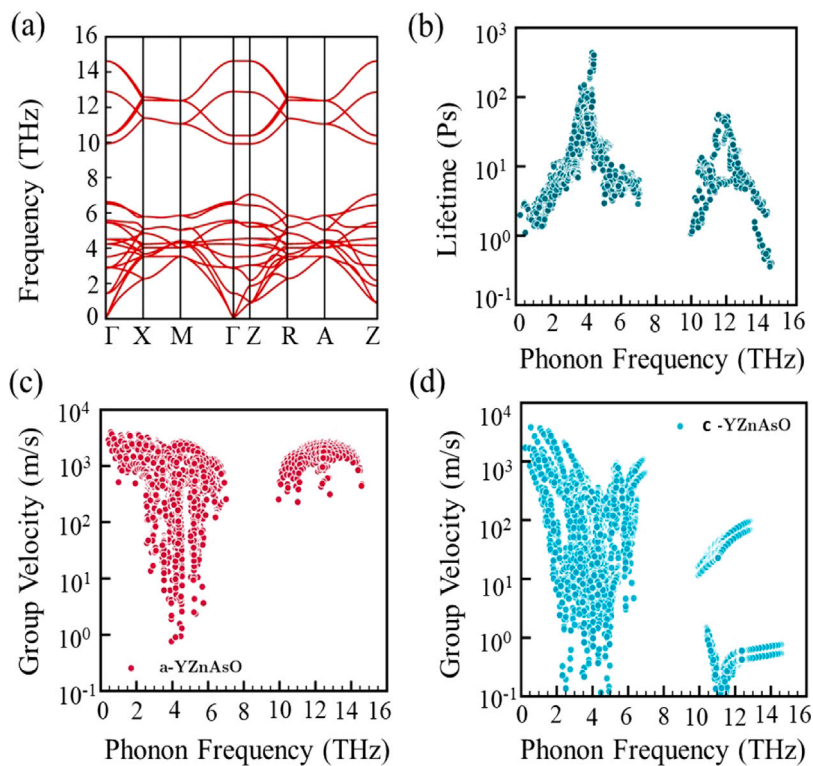 (a)
16
14
12
10
8
6
4
2
0
Frequency (THz)
Γ X M Γ Z R A Z
(b)
10³
10²
10¹
10⁰
10⁻¹
Lifetime (Ps)
0 2 4 6 8 10 12 14 16
Phonon Frequency (THz)
(c)
10⁴
10³
10²
10¹
10⁰
10⁻¹
Group Velocity (m/s)
a-YZnAsO
0 2 4 6 8 10 12 14 16
Phonon Frequency (THz)
(d)
10⁴
10³
10²
10¹
10⁰
10⁻¹
Group Velocity (m/s)
c -YZnAsO
0 2 4 6 8 10 12 14 16
Phonon Frequency (THz)